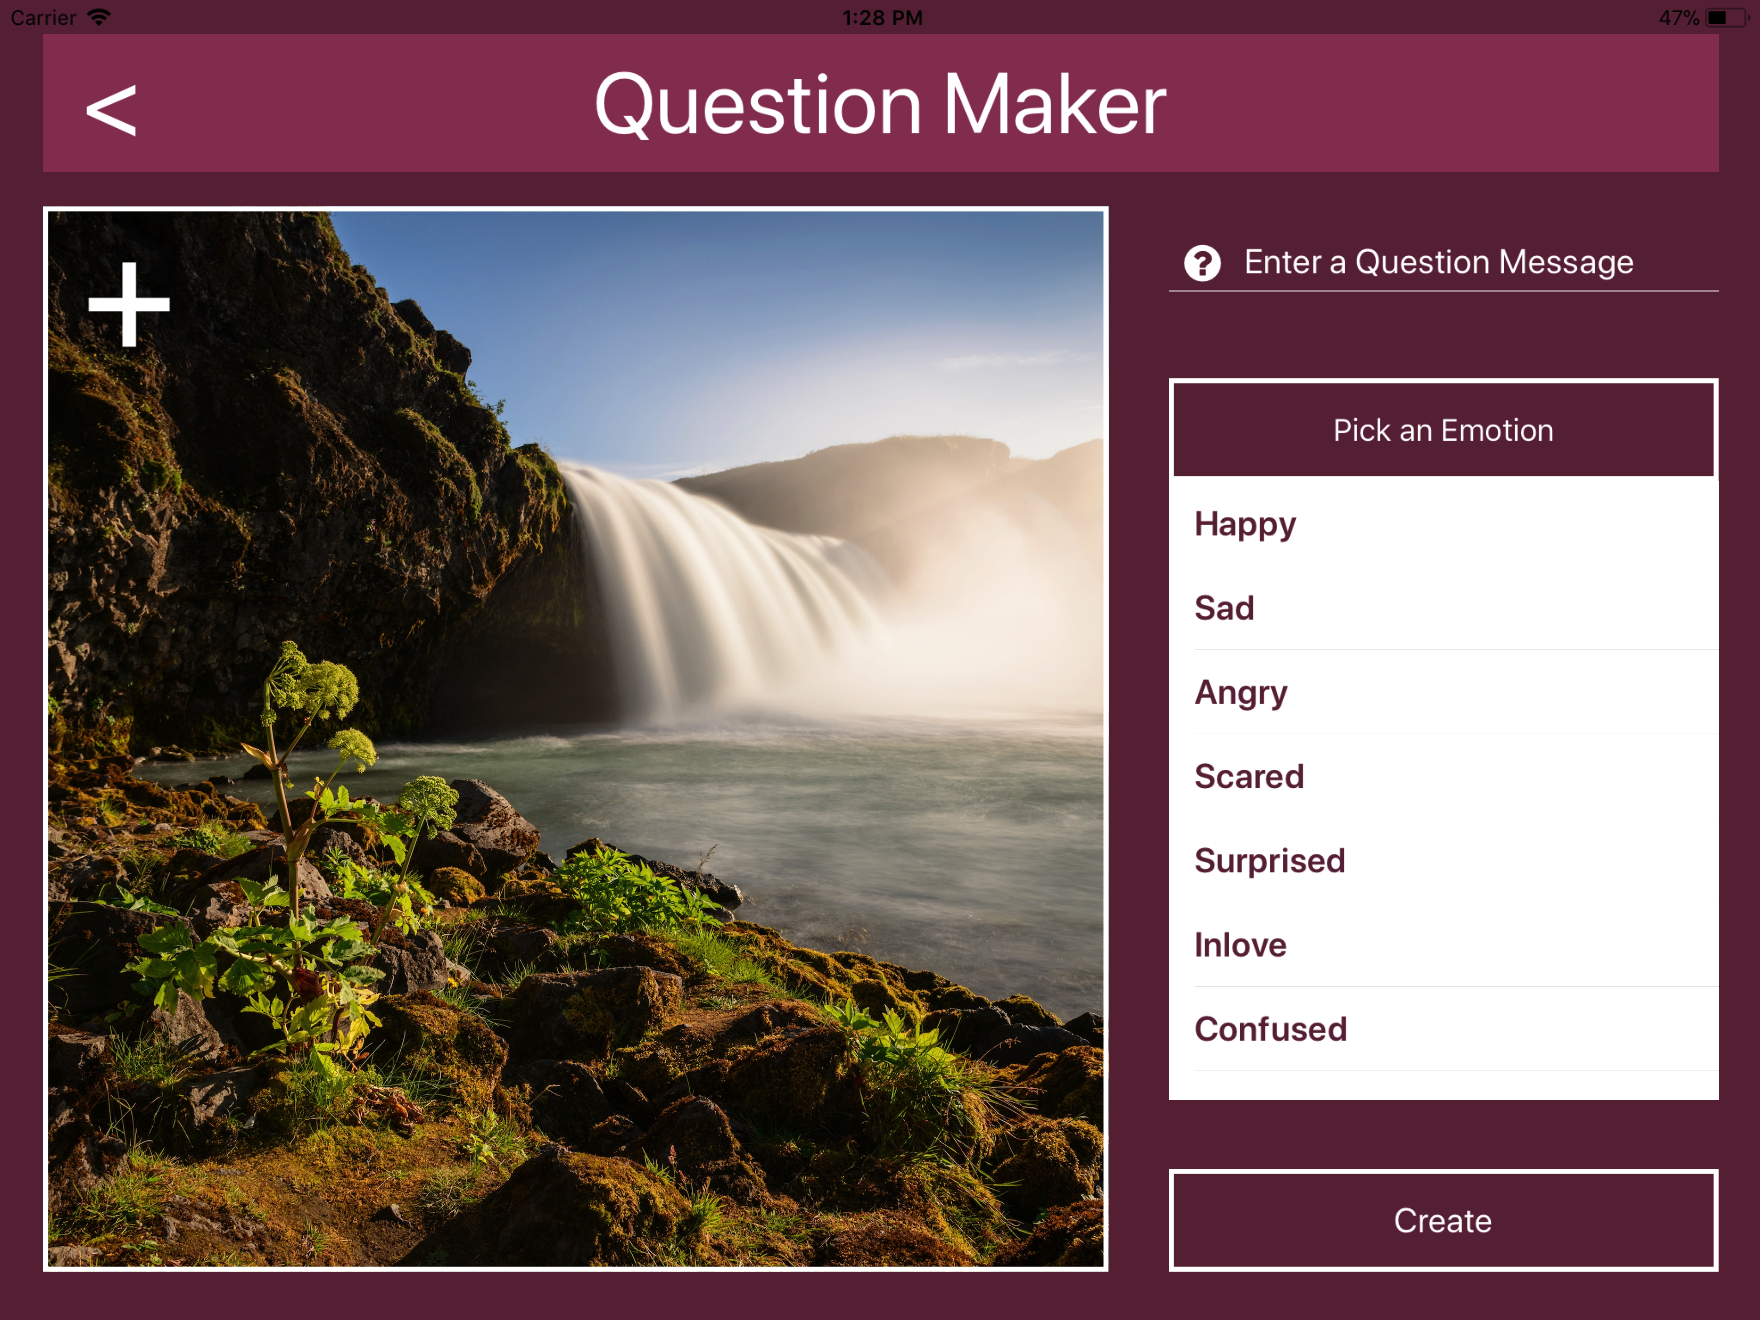 Carrier 1:28 PM 47%
< Question Maker
+
? Enter a Question Message
Pick an Emotion
Happy
Sad
Angry
Scared
Surprised
Inlove
Confused
Create